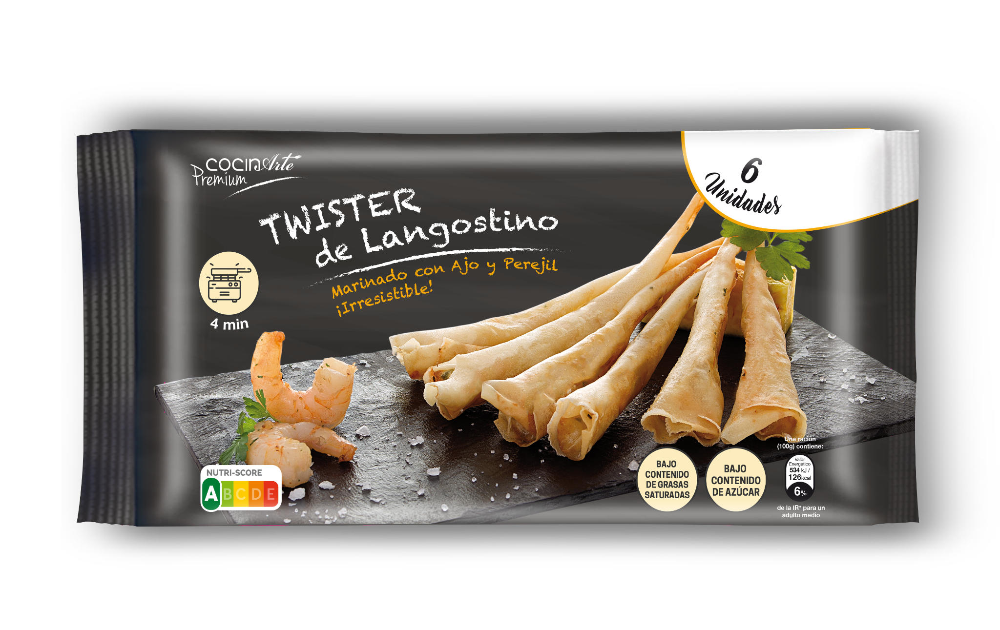 cocinArte
Premium
TWISTER
de Langostino
Marinado con Ajo y Perejil
¡Irresistible!
6
Unidades
4 min
NUTRI-SCORE
A B C D E
BAJO
CONTENIDO
DE GRASAS
SATURADAS
BAJO
CONTENIDO
DE AZÚCAR
Una ración
(100g) contiene:
Valor
Energético
534 kJ /
126kcal
6%
de la IR* para un
adulto medio